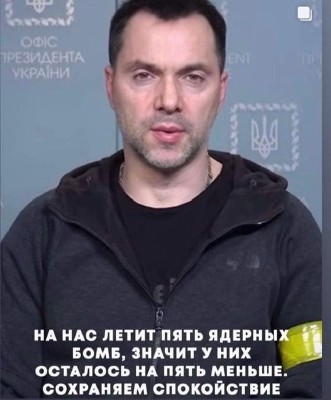 ОФІС
ПРЕЗИДЕНТА
УКРАЇНИ
НА НАС ЛЕТИТ ПЯТЬ ЯДЕРНЫХ
БОМБ, ЗНАЧИТ У НИХ
ОСТАЛОСЬ НА ПЯТЬ МЕНЬШЕ.
СОХРАНЯЕМ СПОКОЙСТВИЕ